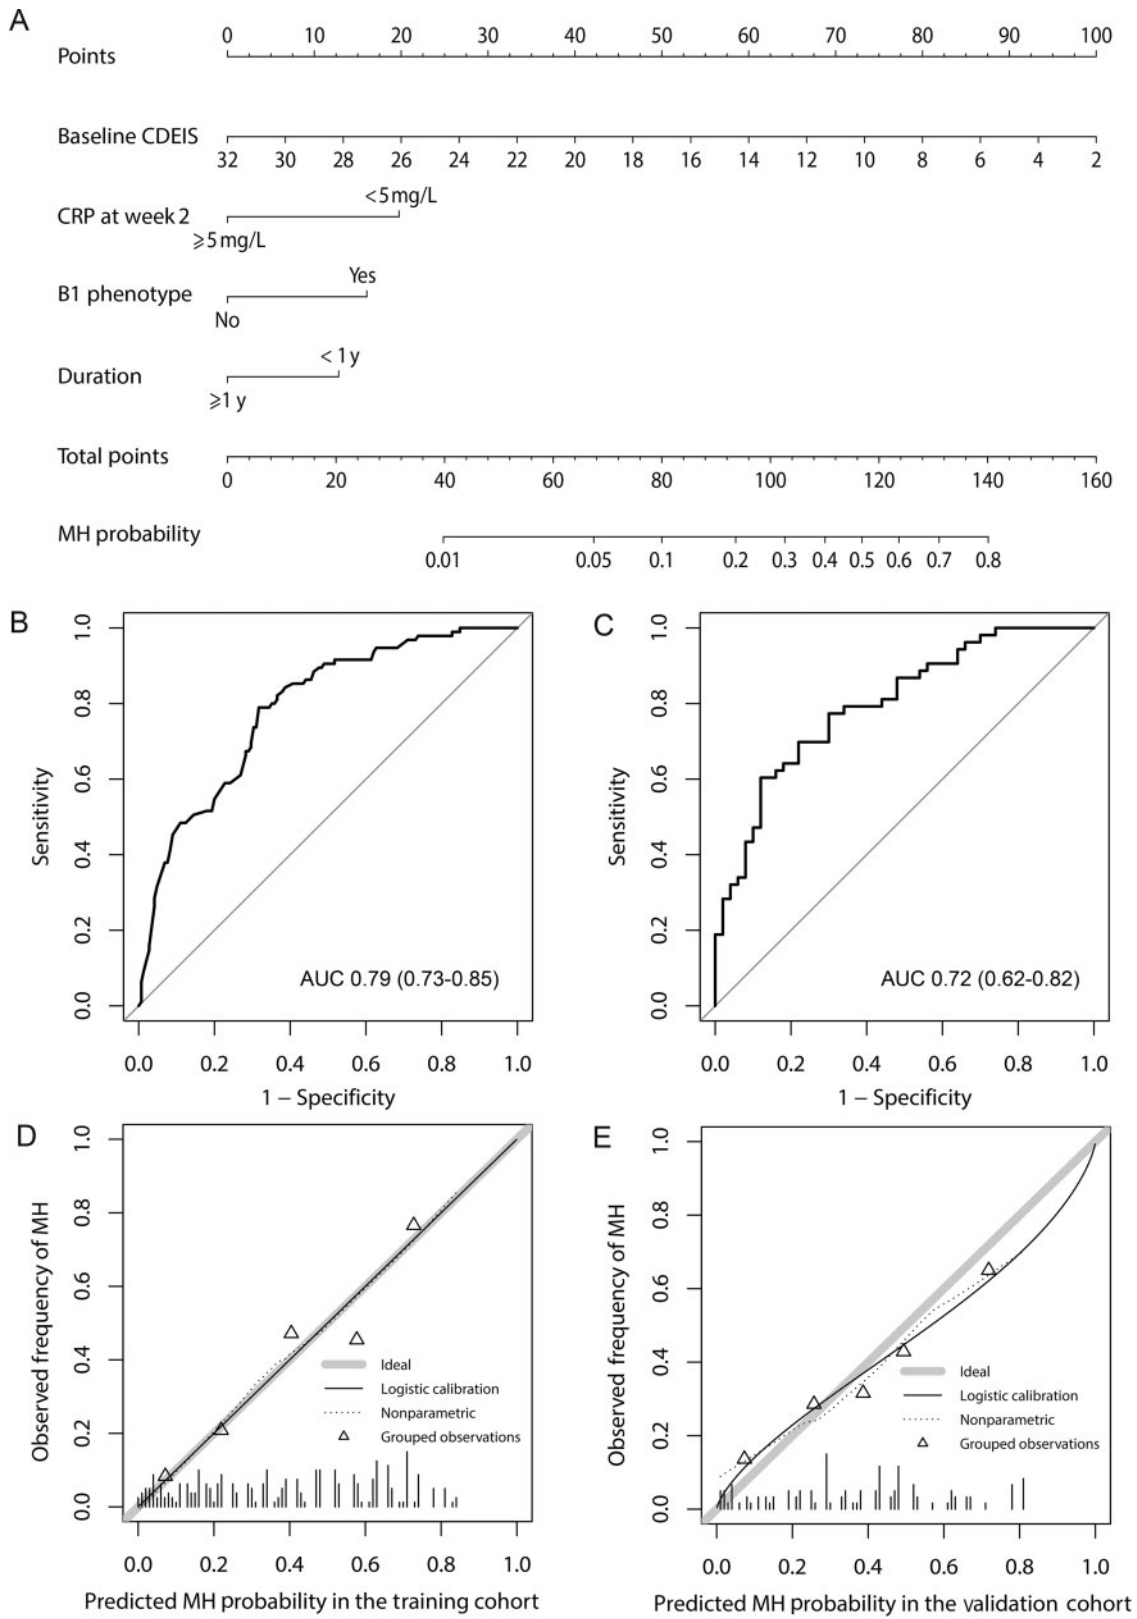 A
Points
0 10 20 30 40 50 60 70 80 90 100
Baseline CDEIS
32 30 28 26 24 22 20 18 16 14 12 10 8 6 4 2
<5mg/L
CRP at week 2
⩾5mg/L
Yes
B1 phenotype
No
< 1 y
Duration
⩾1 y
Total points
0 20 40 60 80 100 120 140 160
MH probability
0.01 0.05 0.1 0.2 0.3 0.4 0.5 0.6 0.7 0.8
B
Sensitivity
1.0
0.8
0.6
0.4
0.2
0.0
AUC 0.79 (0.73-0.85)
0.0 0.2 0.4 0.6 0.8 1.0
1 – Specificity
C
Sensitivity
1.0
0.8
0.6
0.4
0.2
0.0
AUC 0.72 (0.62-0.82)
0.0 0.2 0.4 0.6 0.8 1.0
1 – Specificity
D
Observed frequency of MH
1.0
0.8
0.6
0.4
0.2
0.0
Ideal
Logistic calibration
Nonparametric
Grouped observations
0.0 0.2 0.4 0.6 0.8 1.0
Predicted MH probability in the training cohort
E
Observed frequency of MH
1.0
0.8
0.6
0.4
0.2
0.0
Ideal
Logistic calibration
Nonparametric
Grouped observations
0.0 0.2 0.4 0.6 0.8 1.0
Predicted MH probability in the validation cohort